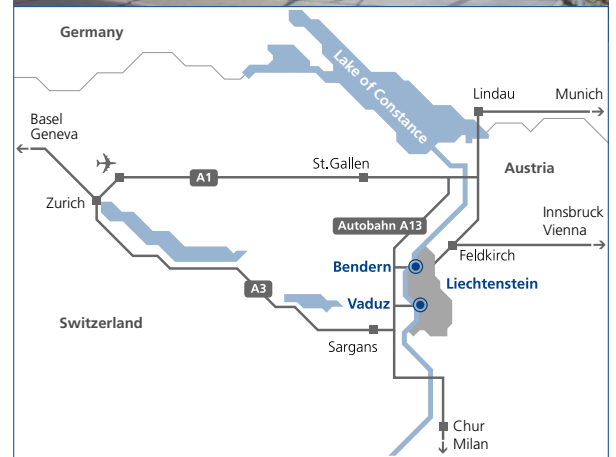 Germany
Lake of Constance
Lindau
Munich
Basel
Geneva
St.Gallen
A1
Austria
Zurich
Autobahn A13
Innsbruck
Vienna
Feldkirch
Bendern
Liechtenstein
A3
Vaduz
Switzerland
Sargans
Chur
Milan